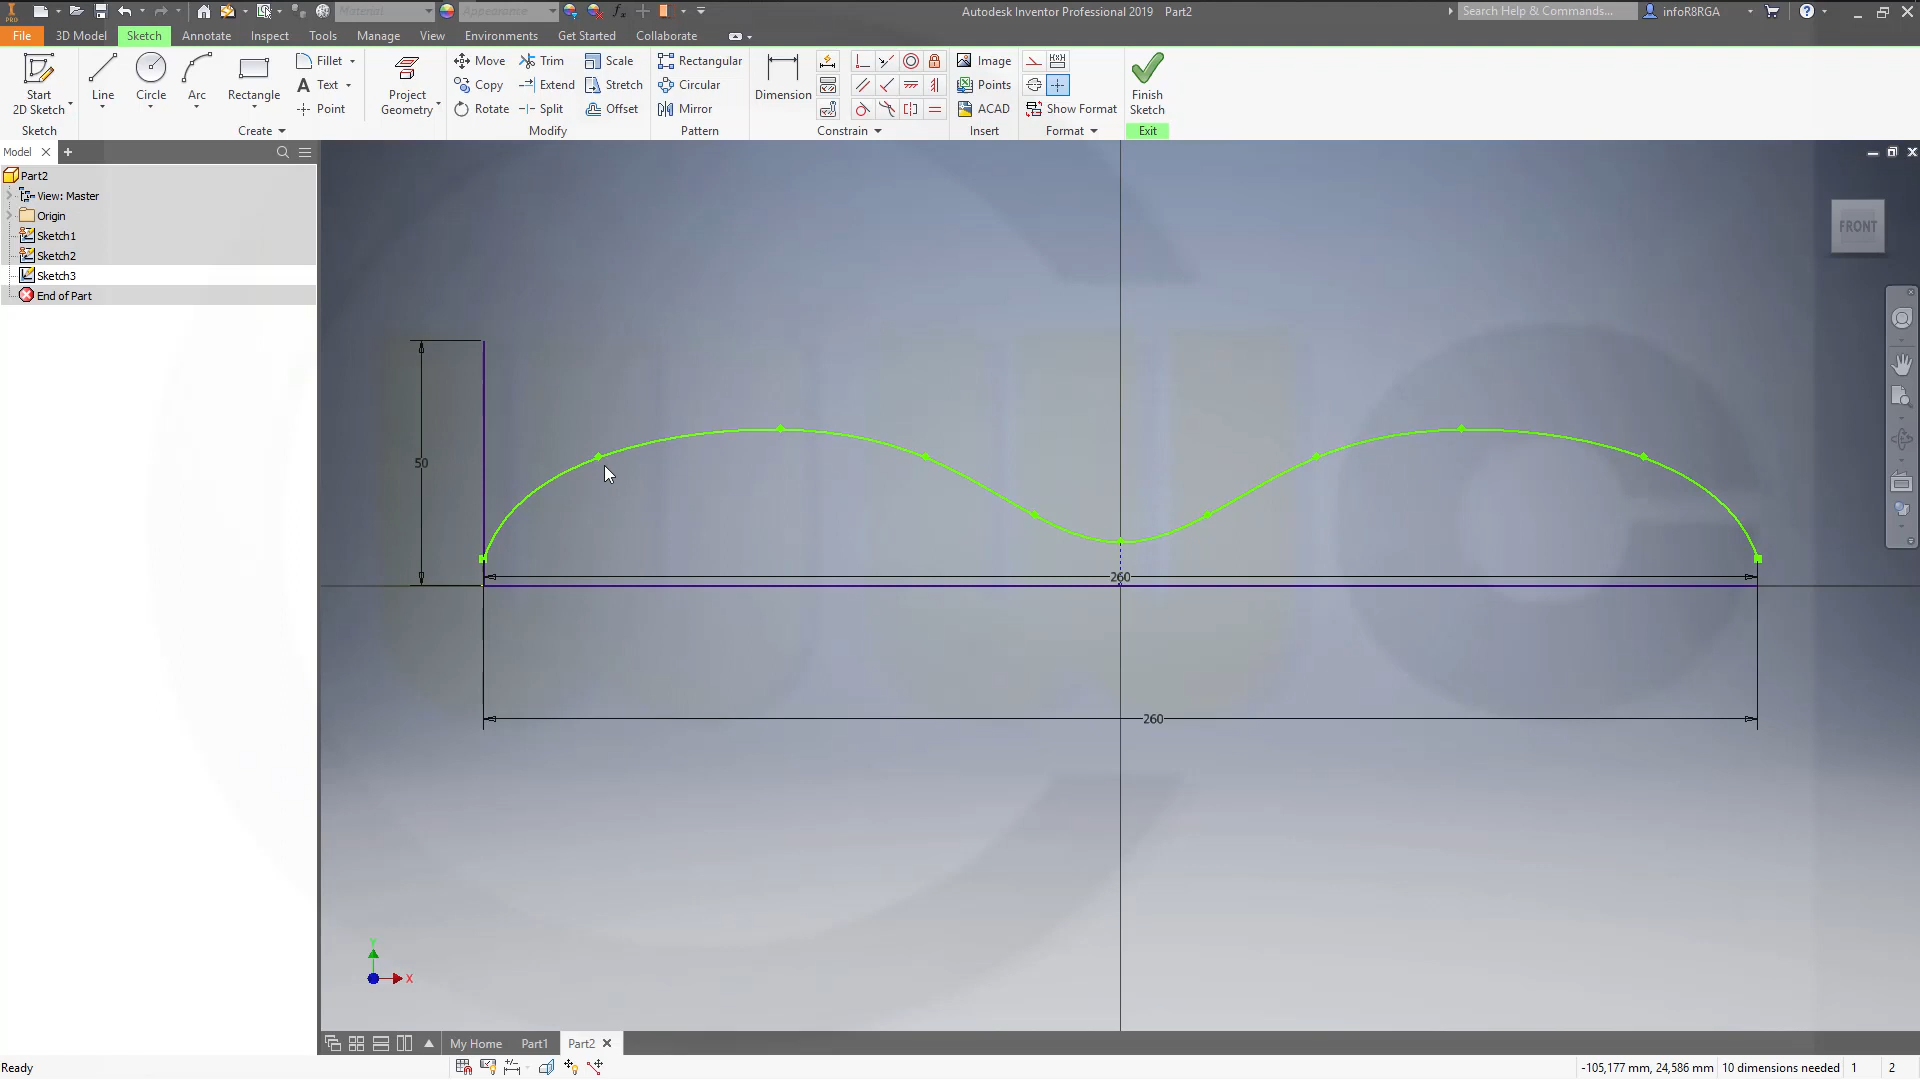 PRO
Material
Appearance
Autodesk Inventor Professional 2019 Part2
Search Help & Commands...
infoR8RGA
File
3D Model
Sketch
Annotate
Inspect
Tools
Manage
View
Environments
Get Started
Collaborate
Start
2D Sketch
Sketch
Line
Circle
Arc
Rectangle
Fillet
Text
Point
Create
Project
Geometry
Move
Copy
Rotate
Trim
Extend
Split
Scale
Stretch
Offset
Modify
Rectangular
Circular
Mirror
Pattern
Dimension
Constrain
Image
Points
ACAD
Insert
Show Format
Format
Finish
Sketch
Exit
Model
Part2
View: Master
Origin
Sketch1
Sketch2
Sketch3
End of Part
FRONT
50
260
260
Y
X
My Home
Part1
Part2
Ready
-105,177 mm, 24,586 mm
10 dimensions needed
1
2